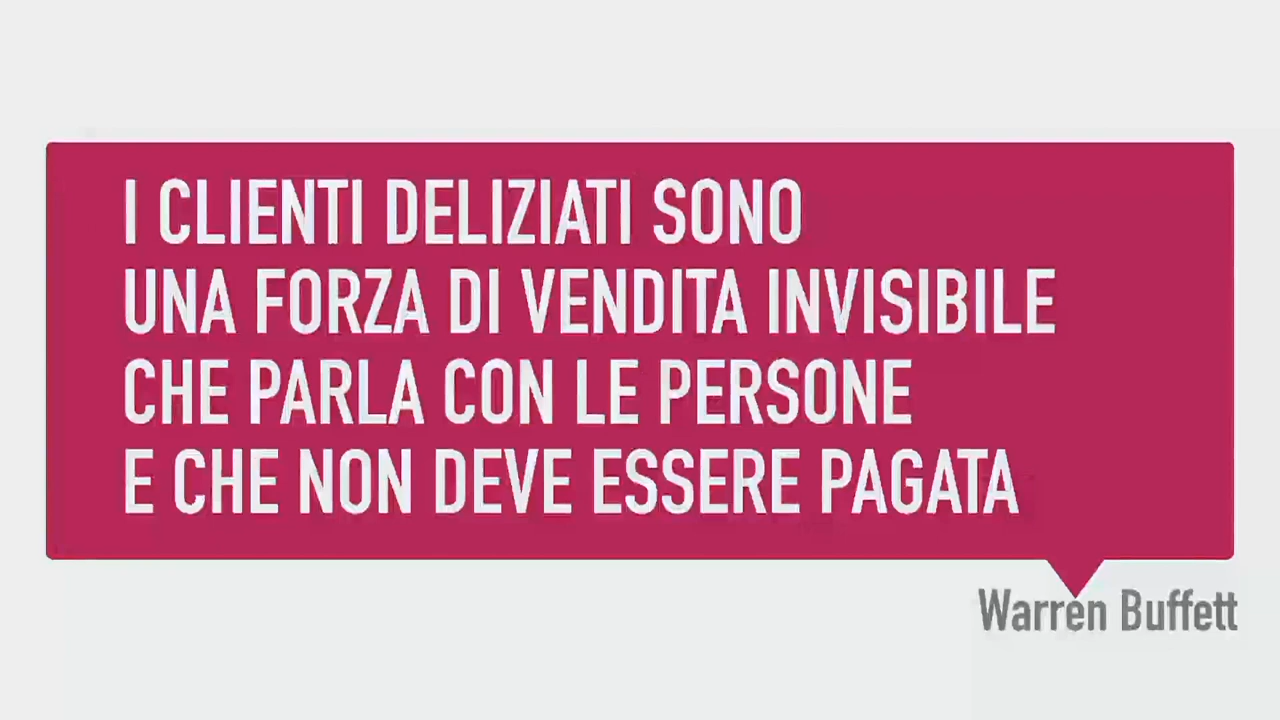 I CLIENTI DELIZIATI SONO
UNA FORZA DI VENDITA INVISIBILE
CHE PARLA CON LE PERSONE
E CHE NON DEVE ESSERE PAGATA
Warren Buffett